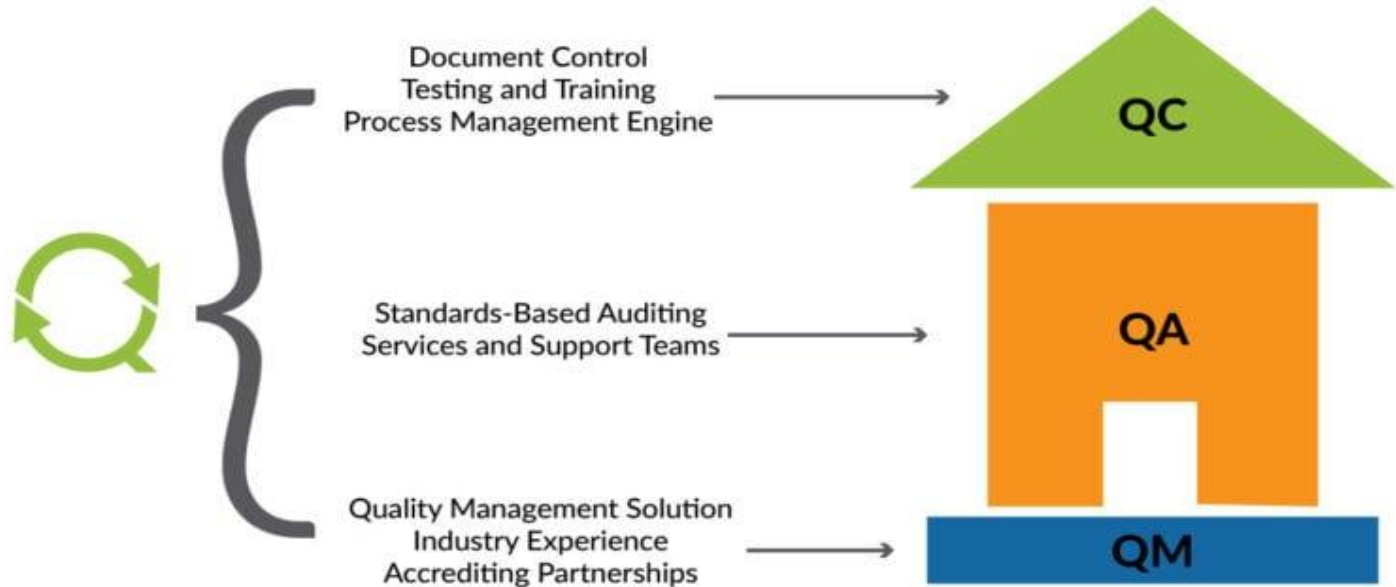 Document Control
Testing and Training
Process Management Engine
QC
Standards-Based Auditing
Services and Support Teams
QA
Quality Management Solution
Industry Experience
Accrediting Partnerships
QM